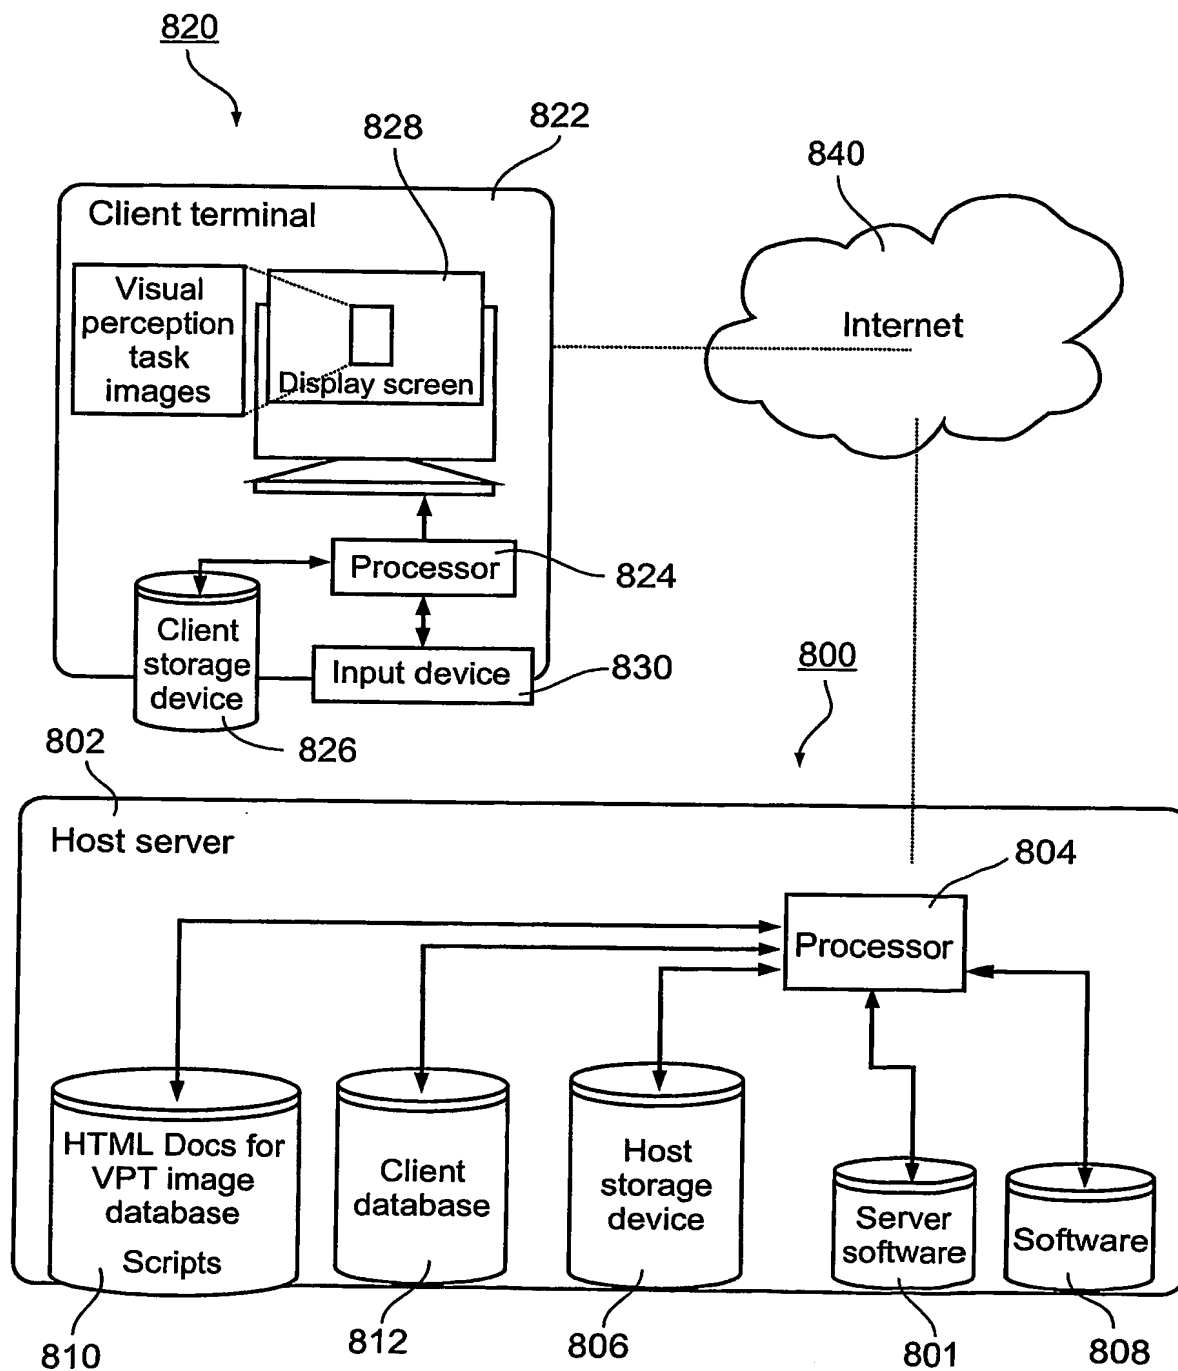 820
828
822
840
Client terminal
Visual
perception
task
images
Display screen
Internet
Processor
824
Client
storage
device
Input device
830
826
800
802
Host server
804
Processor
HTML Docs for
VPT image
database
Scripts
Client
database
Host
storage
device
Server
software
Software
810
812
806
801
808